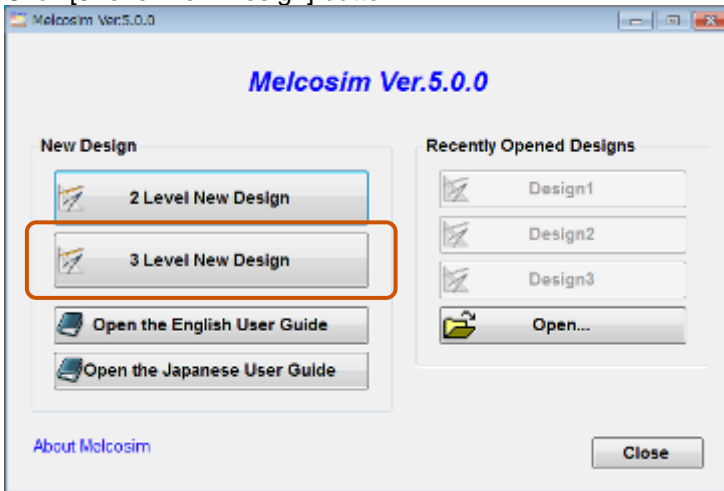 Melcosim Ver:5.0.0
Melcosim Ver.5.0.0
New Design
2 Level New Design
3 Level New Design
Open the English User Guide
Open the Japanese User Guide
Recently Opened Designs
Design1
Design2
Design3
Open...
About Melcosim
Close